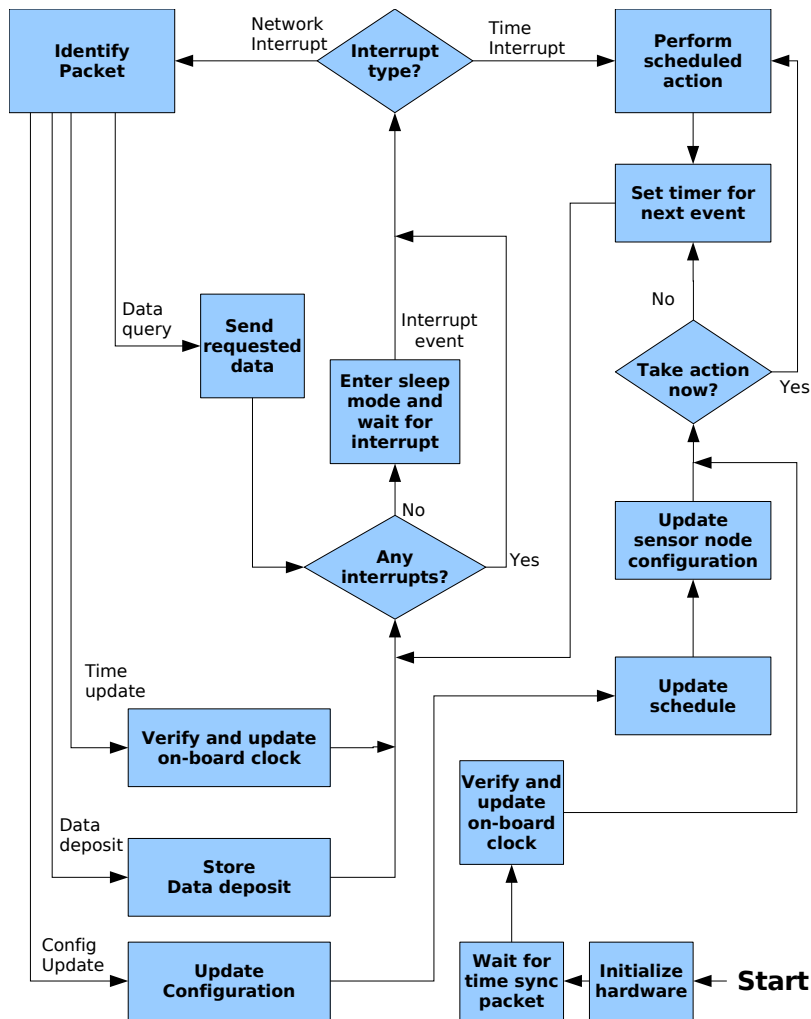 Identify
Packet
Network
Interrupt
Interrupt
type?
Time
Interrupt
Perform
scheduled
action
Set timer for
next event
Data
query
Send
requested
data
Interrupt
event
No
Take action
now?
Yes
Enter sleep
mode and
wait for
interrupt
No
Any
interrupts?
Yes
Update
sensor node
configuration
Time
update
Update
schedule
Verify and update
on-board clock
Verify and
update
on-board
clock
Data
deposit
Store
Data deposit
Config
Update
Update
Configuration
Wait for
time sync
packet
Initialize
hardware
Start